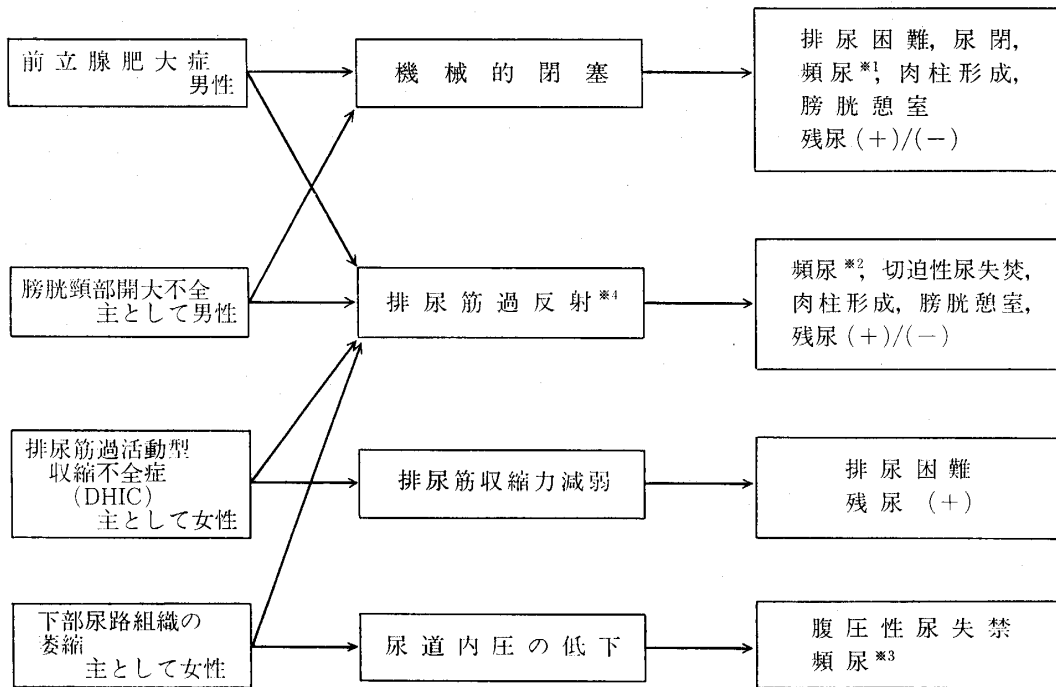 前立腺肥大症
男性
機械的閉塞
排尿困難, 尿閉,
頻尿※1, 肉柱形成,
膀胱憩室
残尿(+)/(−)
膀胱頸部開大不全
主として男性
排尿筋過反射※4
頻尿※2, 切迫性尿失禁,
肉柱形成, 膀胱憩室,
残尿(+)/(−)
排尿筋過活動型
収縮不全症
(DHIC)
主として女性
排尿筋収縮力減弱
排尿困難
残尿 (+)
下部尿路組織の
萎縮
主として女性
尿道内圧の低下
腹圧性尿失禁
頻尿※3